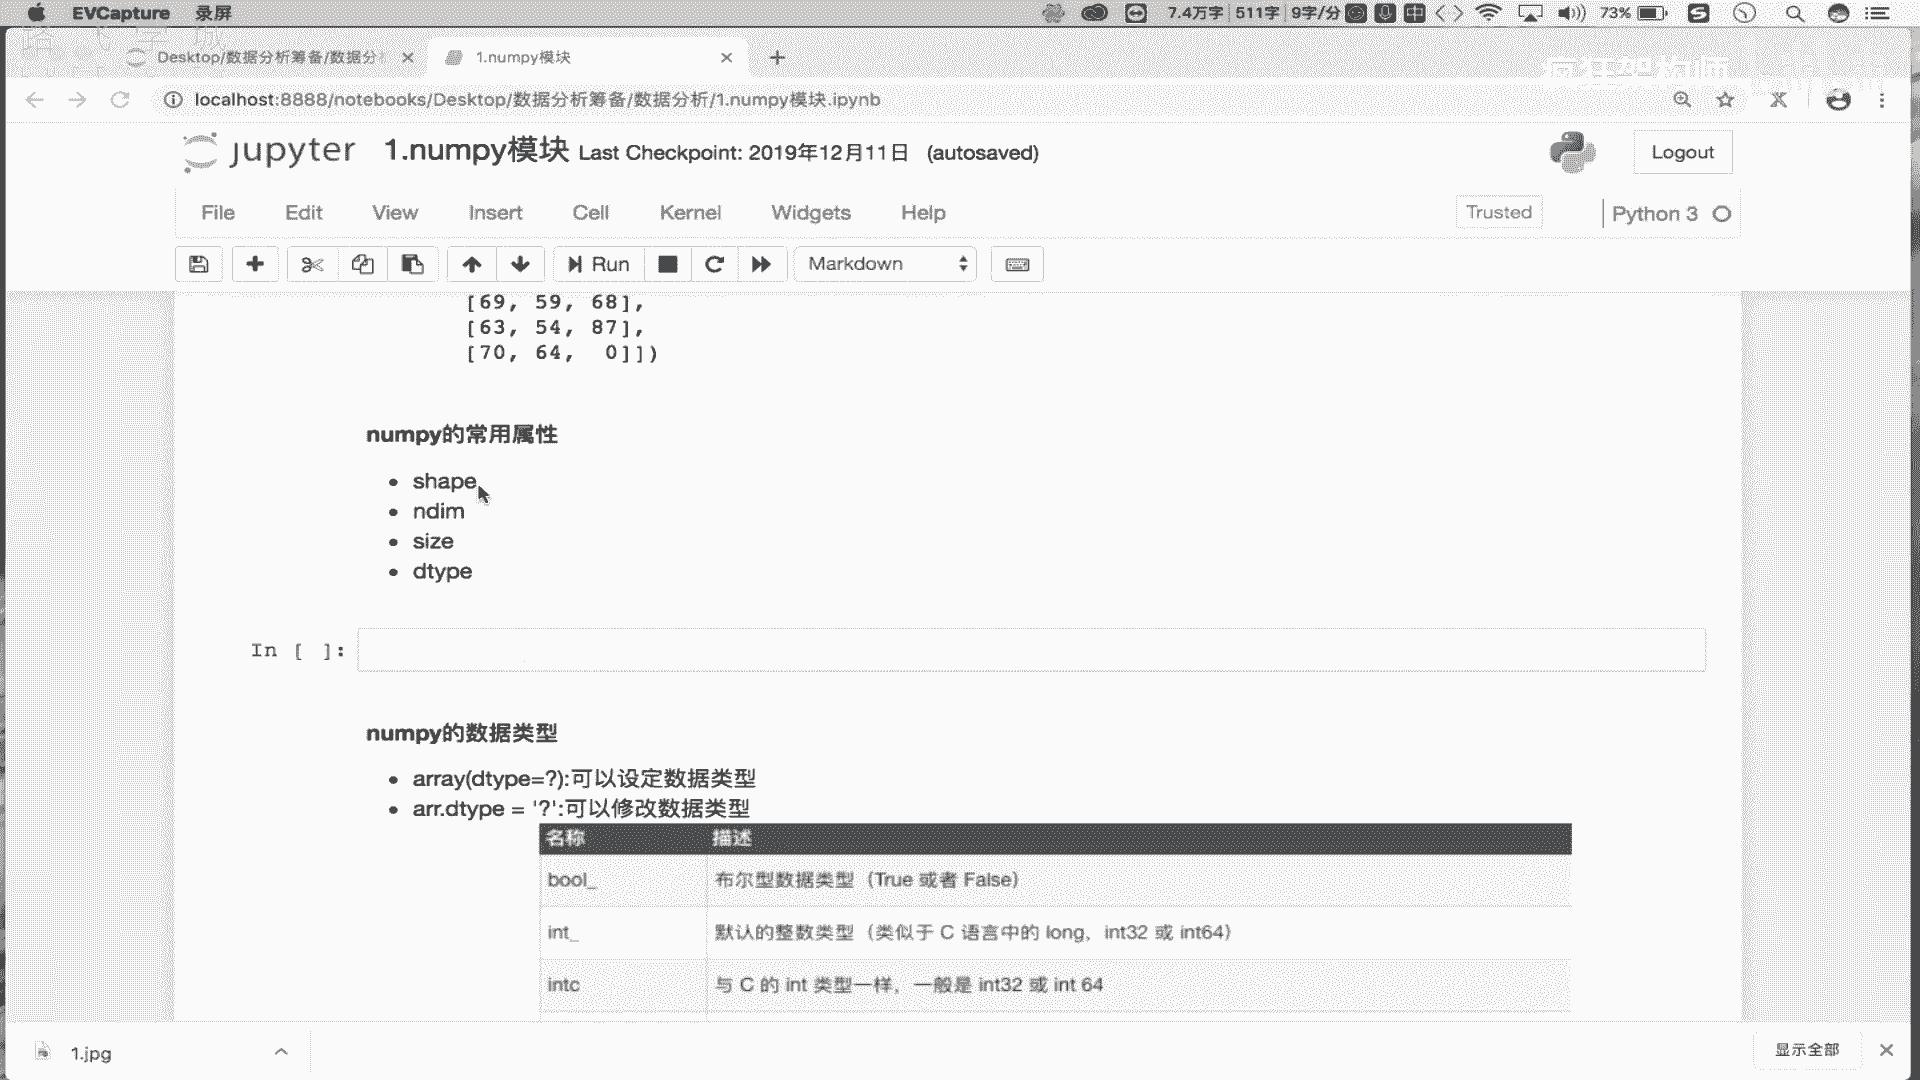 EVCapture 录屏 7.4万字 511字 9字/分 中 73%
Desktop/数据分析筹备/数据分 1.numpy模块
localhost:8888/notebooks/Desktop/数据分析筹备/数据分析/1.numpy模块.ipynb
jupyter 1.numpy模块 Last Checkpoint: 2019年12月11日 (autosaved) Logout
File Edit View Insert Cell Kernel Widgets Help Trusted Python 3
Run Markdown
[69, 59, 68],
[63, 54, 87],
[70, 64, 0]])
numpy的常用属性
shape
ndim
size
dtype
In [ ]:
numpy的数据类型
array(dtype=?):可以设定数据类型
arr.dtype = '?':可以修改数据类型
名称 描述
bool_ 布尔型数据类型（True 或者 False）
int_ 默认的整数类型（类似于 C 语言中的 long，int32 或 int64）
intc 与 C 的 int 类型一样，一般是 int32 或 int 64
1.jpg 显示全部